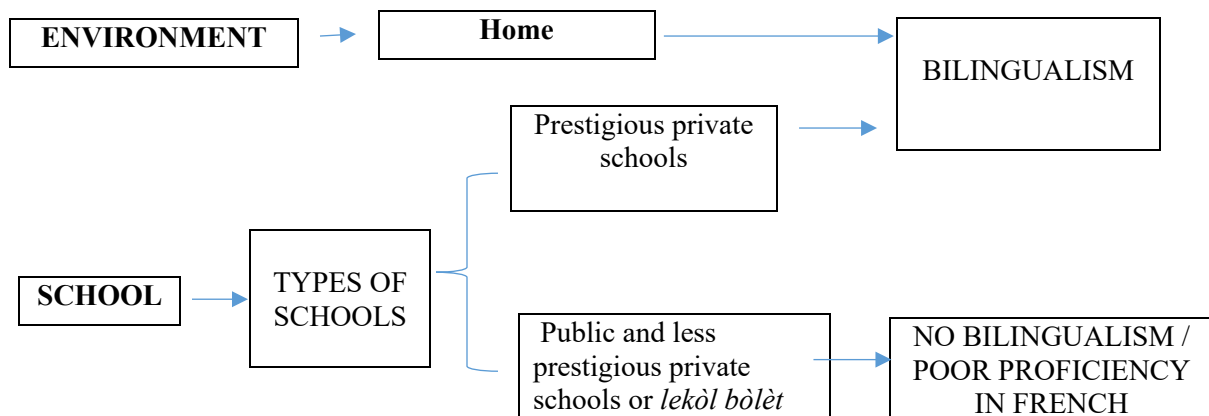 ENVIRONMENT
Home
BILINGUALISM
Prestigious private
schools
SCHOOL
TYPES OF
SCHOOLS
Public and less
prestigious private
schools or lekòl bòlèt
NO BILINGUALISM /
POOR PROFICIENCY
IN FRENCH